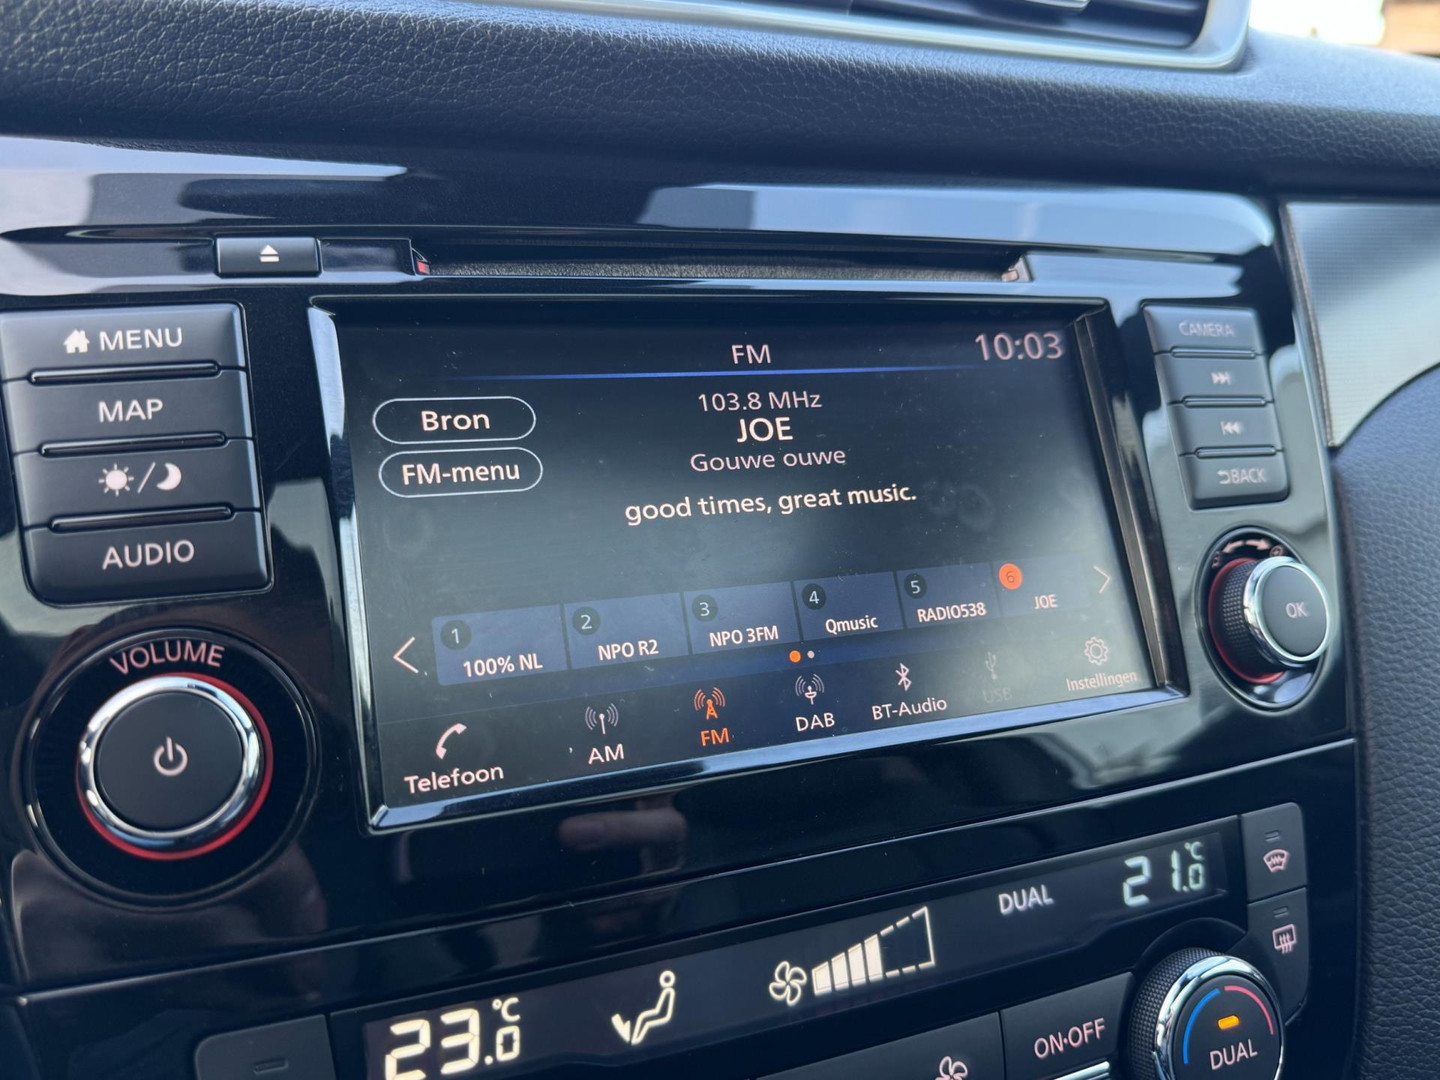 MENU
MAP
AUDIO
VOLUME
FM
10:03
Bron
FM-menu
103.8 MHz
JOE
Gouwe ouwe
good times, great music.
1
100% NL
2
NPO R2
3
NPO 3FM
4
Qmusic
5
RADIO538
6
JOE
Telefoon
AM
FM
DAB
BT-Audio
USB
Instellingen
CAMERA
BACK
OK
23.0 °C
DUAL
21.0 °C
ON·OFF
DUAL